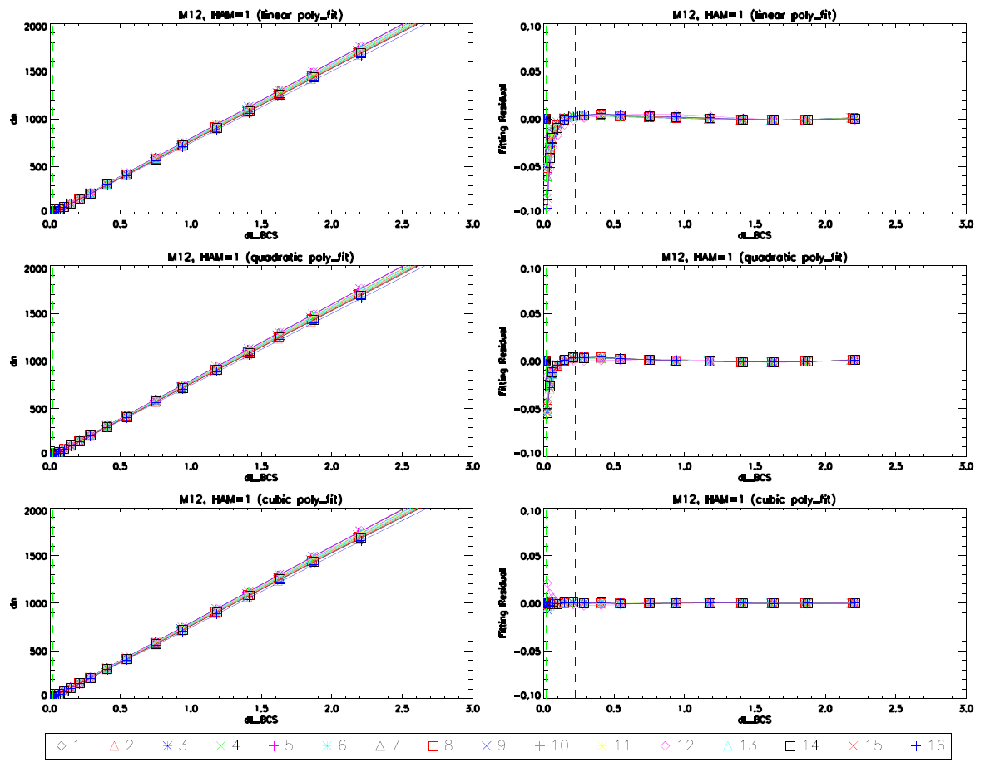 M12, HAM=1 (linear poly_fit)
2000
1500
1000
500
0
dn
0.0 0.5 1.0 1.5 2.0 2.5 3.0
dL_BCS
M12, HAM=1 (linear poly_fit)
0.10
0.05
0.00
-0.05
-0.10
Fitting Residual
0.0 0.5 1.0 1.5 2.0 2.5 3.0
dL_BCS
M12, HAM=1 (quadratic poly_fit)
2000
1500
1000
500
0
dn
0.0 0.5 1.0 1.5 2.0 2.5 3.0
dL_BCS
M12, HAM=1 (quadratic poly_fit)
0.10
0.05
0.00
-0.05
-0.10
Fitting Residual
0.0 0.5 1.0 1.5 2.0 2.5 3.0
dL_BCS
M12, HAM=1 (cubic poly_fit)
2000
1500
1000
500
0
dn
0.0 0.5 1.0 1.5 2.0 2.5 3.0
dL_BCS
M12, HAM=1 (cubic poly_fit)
0.10
0.05
0.00
-0.05
-0.10
Fitting Residual
0.0 0.5 1.0 1.5 2.0 2.5 3.0
dL_BCS
1 2 3 4 5 6 7 8 9 10 11 12 13 14 15 16